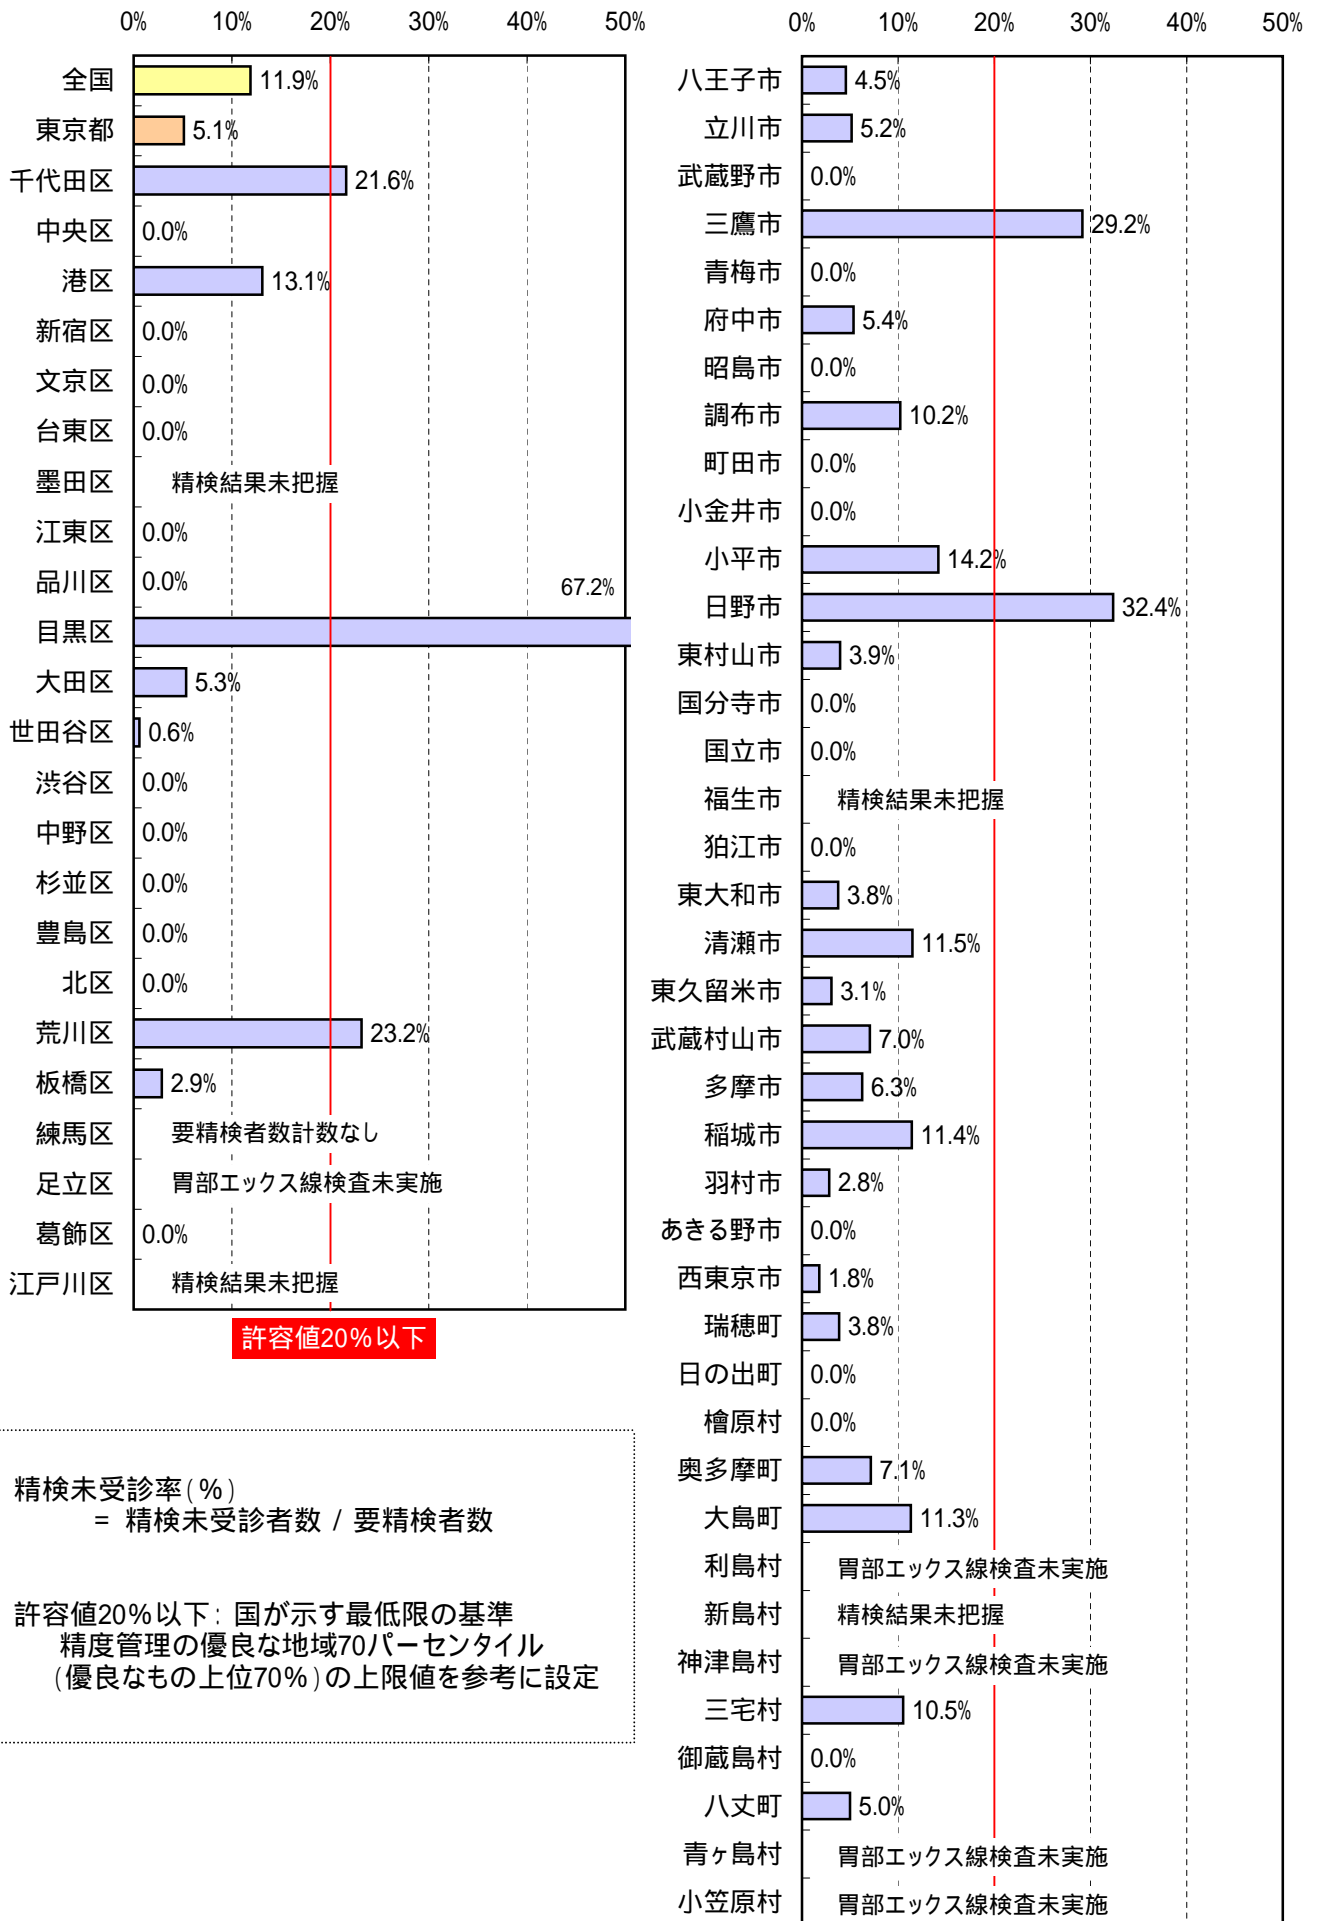 0% 10% 20% 30% 40% 50%
全国 11.9%
東京都 5.1%
千代田区 21.6%
中央区 0.0%
港区 13.1%
新宿区 0.0%
文京区 0.0%
台東区 0.0%
墨田区 精検結果未把握
江東区 0.0%
品川区 0.0%
67.2%
目黒区
大田区 5.3%
世田谷区 0.6%
渋谷区 0.0%
中野区 0.0%
杉並区 0.0%
豊島区 0.0%
北区 0.0%
荒川区 23.2%
板橋区 2.9%
練馬区 要精検者数計数なし
足立区 胃部エックス線検査未実施
葛飾区 0.0%
江戸川区 精検結果未把握
許容値20%以下
精検未受診率(%)
= 精検未受診者数 / 要精検者数
許容値20%以下: 国が示す最低限の基準
精度管理の優良な地域70パーセンタイル
(優良なもの上位70%)の上限値を参考に設定
0% 10% 20% 30% 40% 50%
八王子市 4.5%
立川市 5.2%
武蔵野市 0.0%
三鷹市 29.2%
青梅市 0.0%
府中市 5.4%
昭島市 0.0%
調布市 10.2%
町田市 0.0%
小金井市 0.0%
小平市 14.2%
日野市 32.4%
東村山市 3.9%
国分寺市 0.0%
国立市 0.0%
福生市 精検結果未把握
狛江市 0.0%
東大和市 3.8%
清瀬市 11.5%
東久留米市 3.1%
武蔵村山市 7.0%
多摩市 6.3%
稲城市 11.4%
羽村市 2.8%
あきる野市 0.0%
西東京市 1.8%
瑞穂町 3.8%
日の出町 0.0%
檜原村 0.0%
奥多摩町 7.1%
大島町 11.3%
利島村 胃部エックス線検査未実施
新島村 精検結果未把握
神津島村 胃部エックス線検査未実施
三宅村 10.5%
御蔵島村 0.0%
八丈町 5.0%
青ヶ島村 胃部エックス線検査未実施
小笠原村 胃部エックス線検査未実施